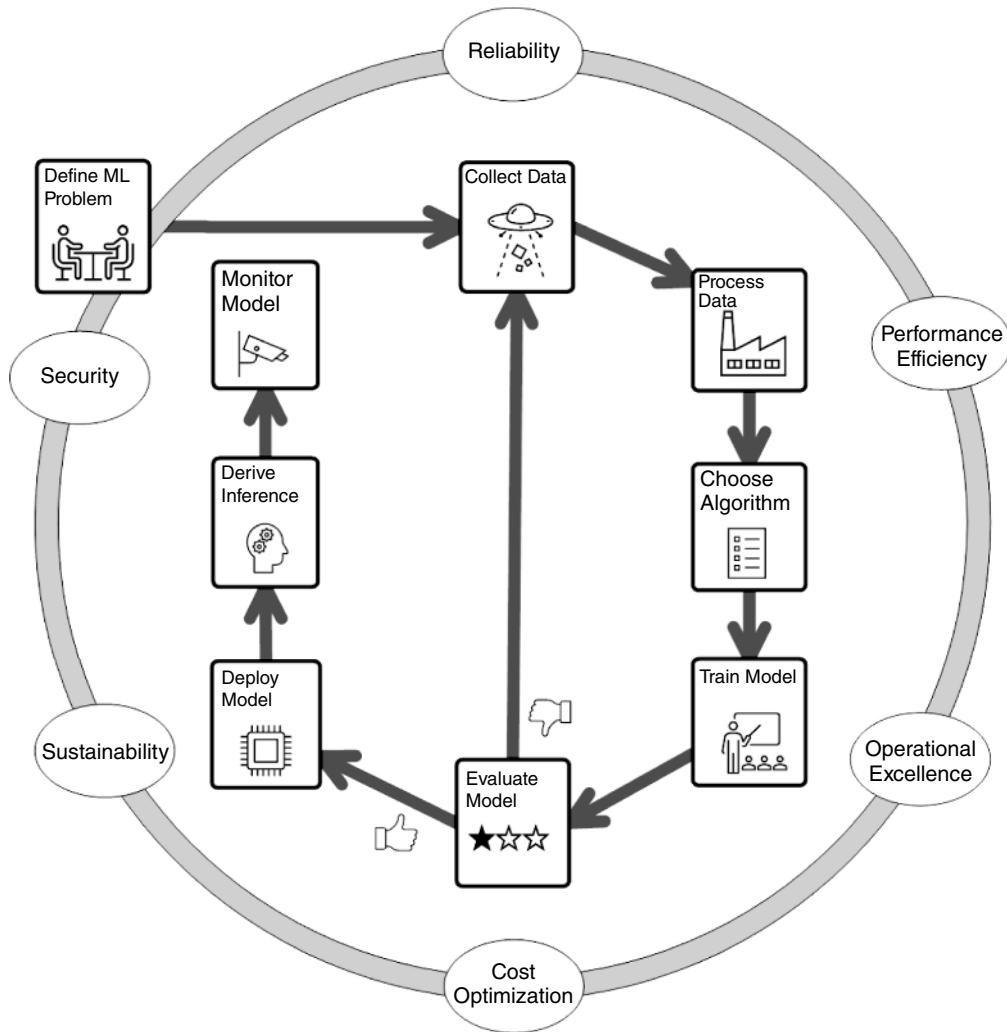 Reliability
Define ML
Problem
Collect Data
Monitor
Model
Process
Data
Performance
Efficiency
Security
Derive
Inference
Choose
Algorithm
Deploy
Model
Train Model
Sustainability
Operational
Excellence
Evaluate
Model
Cost
Optimization